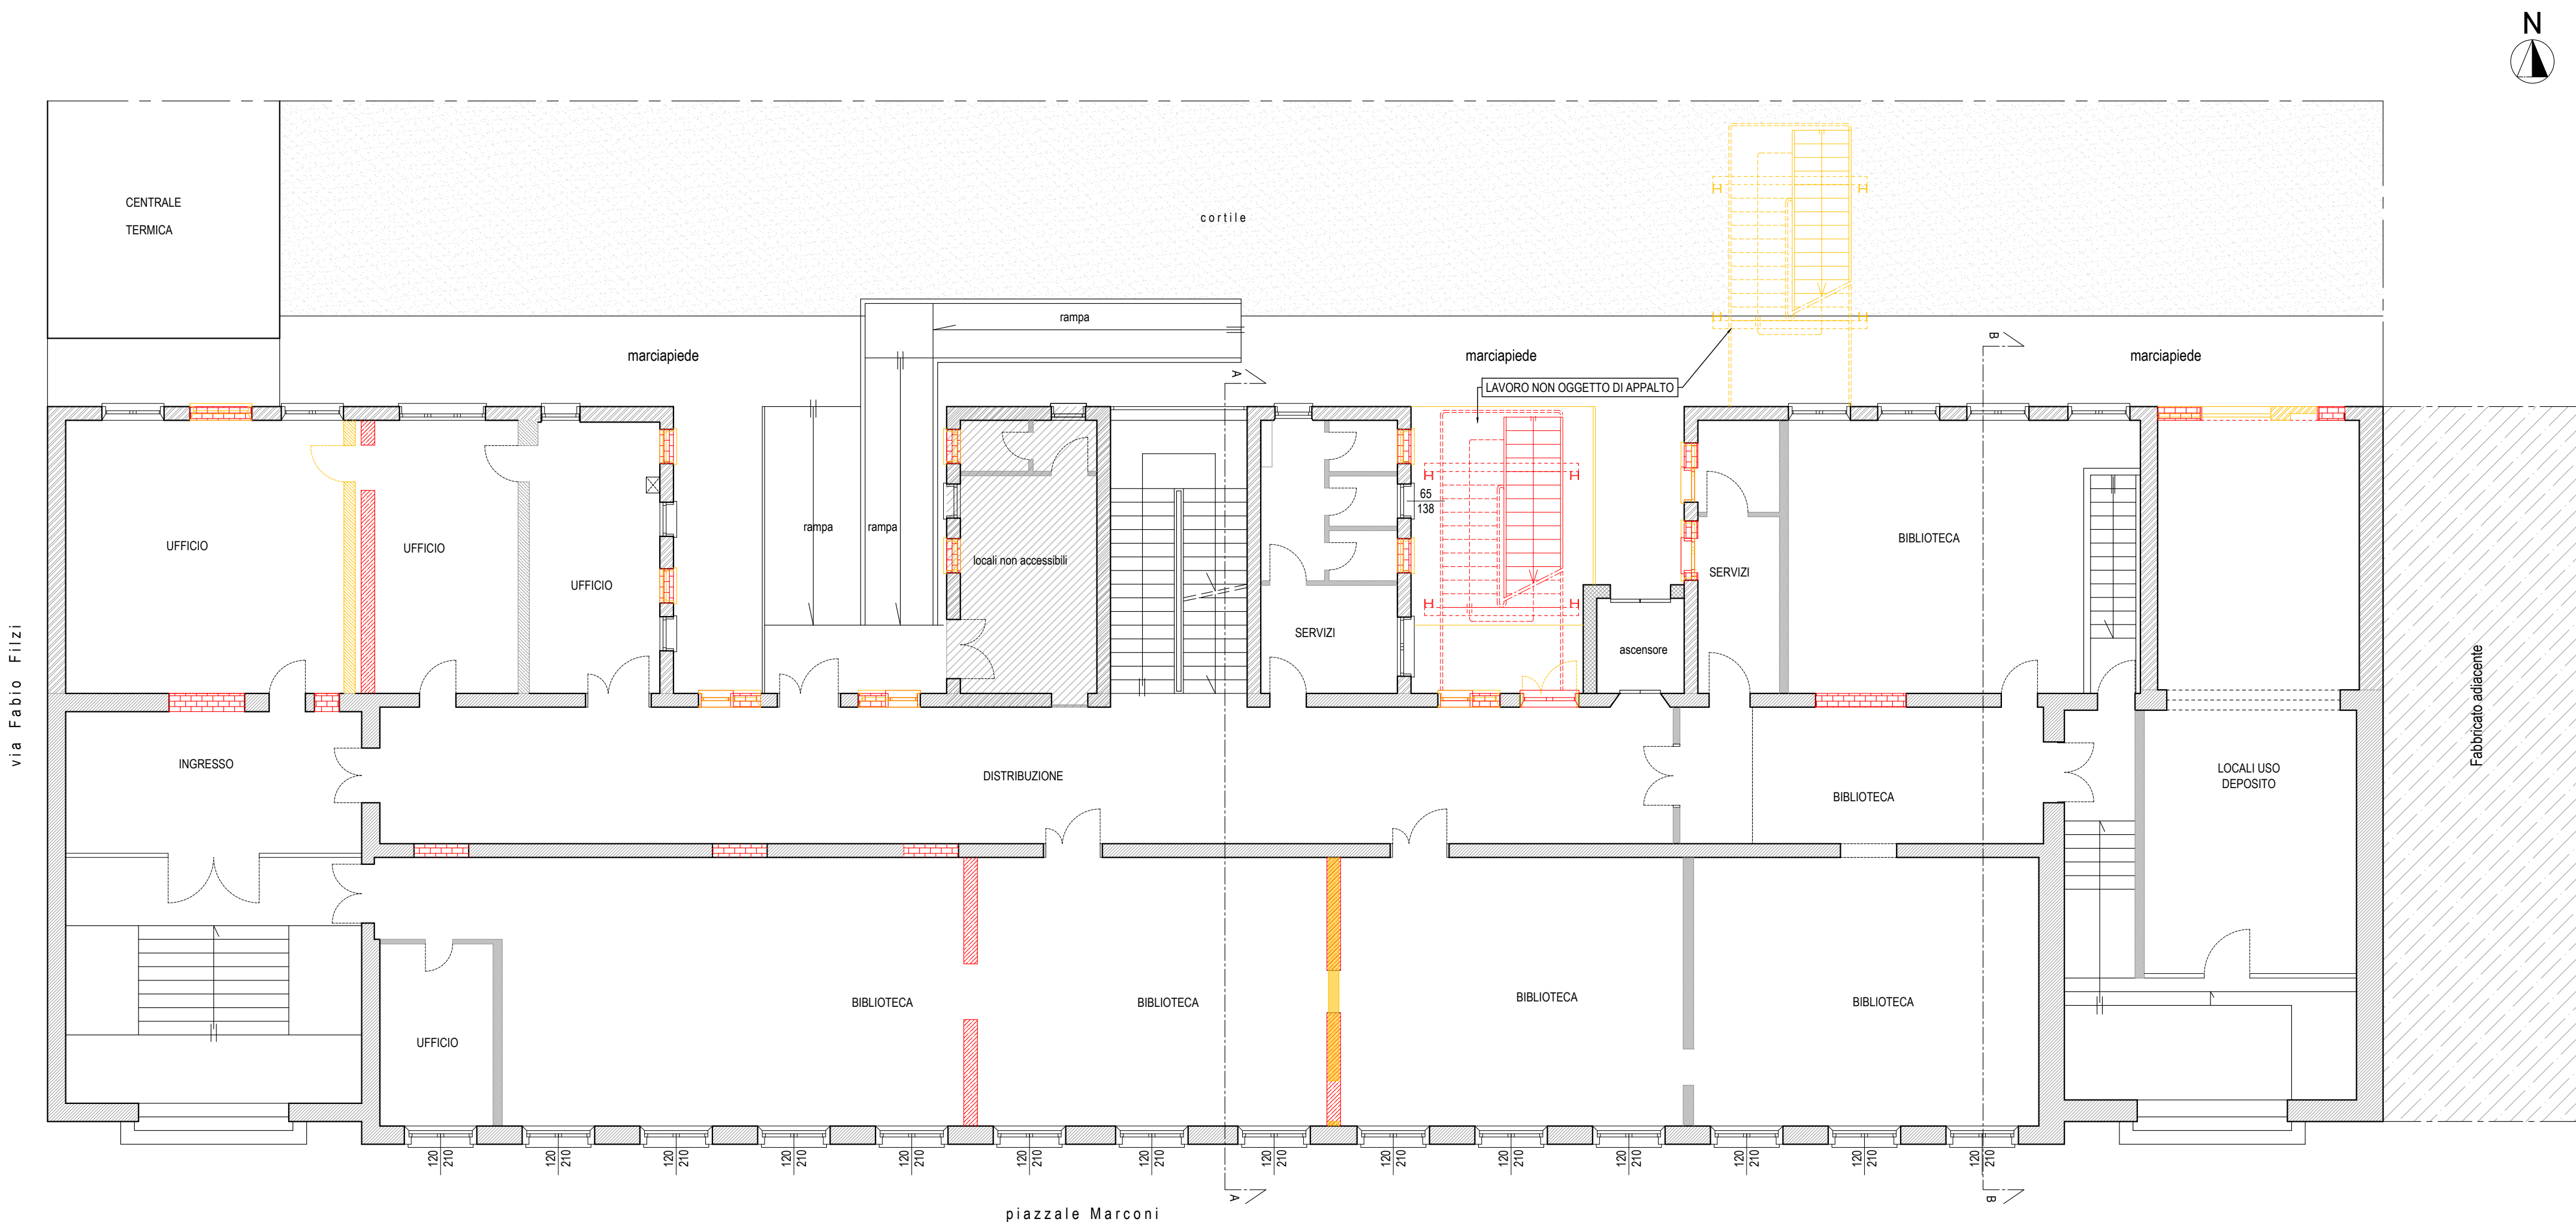 N
CENTRALE
TERMICA
cortile
rampa
marciapiede
marciapiede
marciapiede
A
B
LAVORO NON OGGETTO DI APPALTO
65
138
UFFICIO
UFFICIO
UFFICIO
rampa
rampa
locali non accessibili
SERVIZI
ascensore
SERVIZI
BIBLIOTECA
via Fabio Filzi
Fabbricato adiacente
INGRESSO
DISTRIBUZIONE
BIBLIOTECA
LOCALI USO
DEPOSITO
UFFICIO
BIBLIOTECA
BIBLIOTECA
BIBLIOTECA
BIBLIOTECA
120
210
120
210
120
210
120
210
120
210
120
210
120
210
120
210
120
210
120
210
120
210
120
210
120
210
120
210
A
B
piazzale Marconi